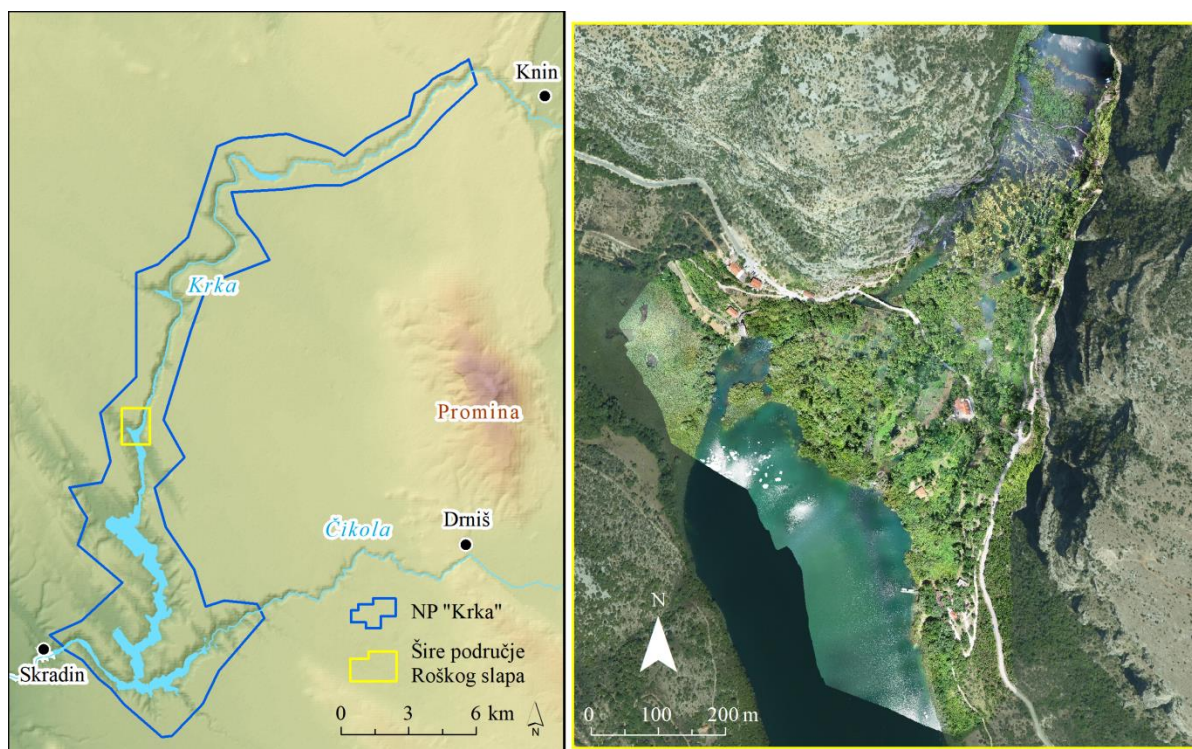 Knin
Krka
Promina
Čikola
Drniš
NP "Krka"
Šire područje
Roškog slapa
Skradin
0 3 6 km
N
N
0 100 200 m